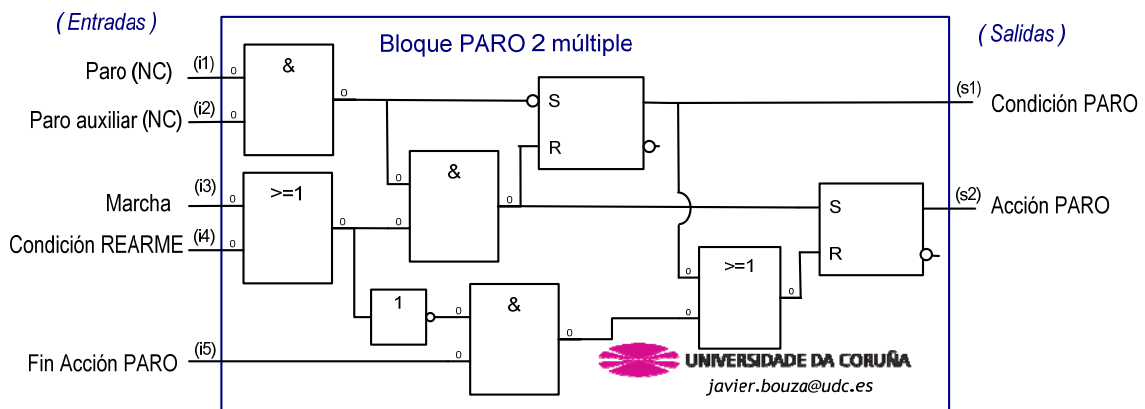 ( Entradas )
Bloque PARO 2 múltiple
( Salidas )
Paro (NC)
(i1)
0
Paro auxiliar (NC)
(i2)
0
&
0
Marcha
(i3)
0
Condición REARME
(i4)
0
>=1
0
0
0
&
0
1
0
Fin Acción PARO
(i5)
0
&
0
S
R
(s1)
Condición PARO
0
0
>=1
0
S
R
(s2)
Acción PARO
UNIVERSIDADE DA CORUÑA
javier.bouza@udc.es